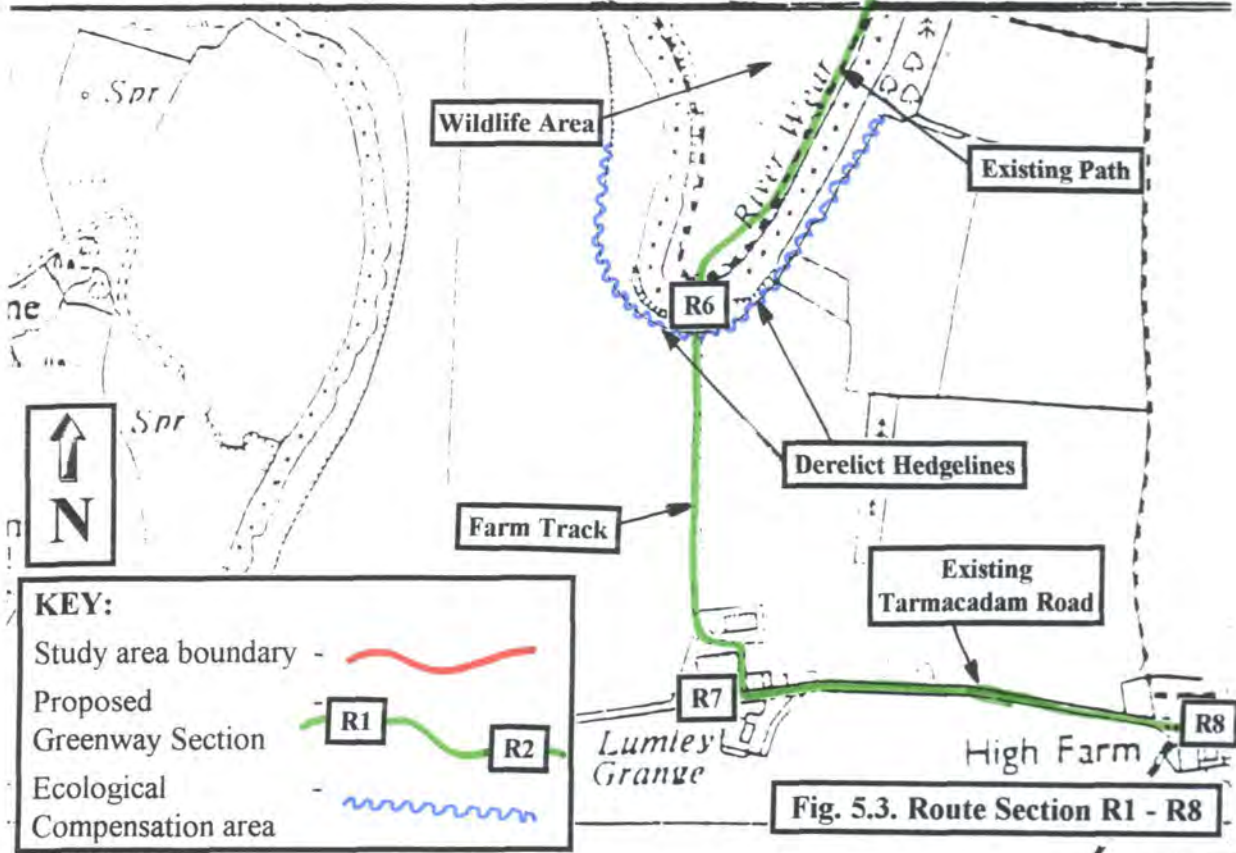 Spr
Wildlife Area
River Wear
Existing Path
ne
R6
Spr
N
Derelict Hedgelines
Farm Track
Existing
Tarmacadam Road
KEY:
Study area boundary -
Proposed -
Greenway Section
R1
R2
Ecological -
Compensation area
R7
R8
Lumley
Grange
High Farm
Fig. 5.3. Route Section R1 - R8